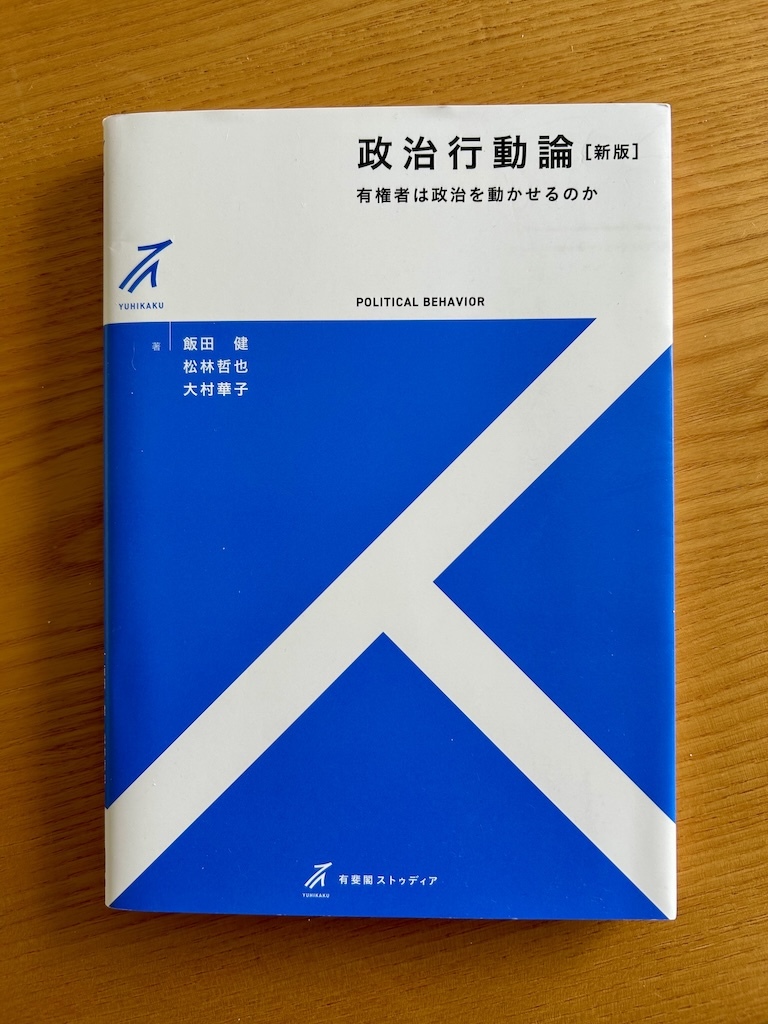 政治行動論［新版］
有権者は政治を動かせるのか
YUHIKAKU
POLITICAL BEHAVIOR
著 飯田 健
松林哲也
大村華子
有斐閣ストゥディア
YUHIKAKU